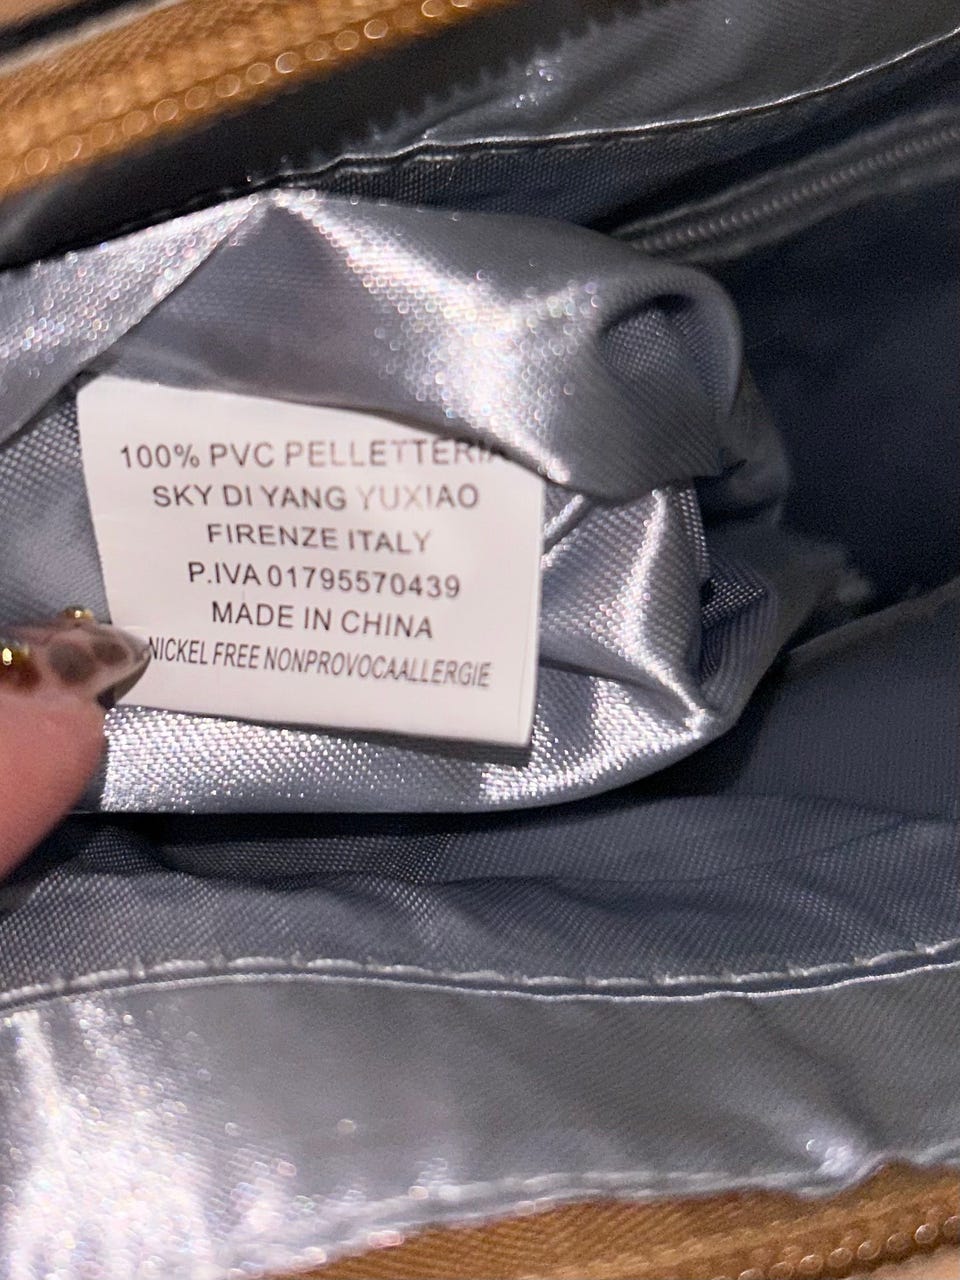 100% PVC PELLETTERIA
SKY DI YANG YUXIAO
FIRENZE ITALY
P.IVA 01795570439
MADE IN CHINA
NICKEL FREE NONPROVOCAALLERGIE